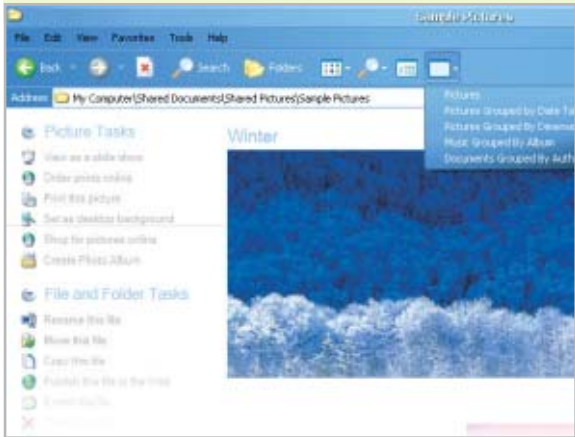 Sample Pictures
File Edit View Favorites Tools Help
Back Search Folders
Address My Computer\Shared Documents\Shared Pictures\Sample Pictures
Pictures
Pictures Grouped by Date Ta
Pictures Grouped by
Music Grouped By Album
Documents Grouped By Auth
Picture Tasks
View as a slide show
Order prints online
Print this picture
Set as desktop background
Shop for pictures online
Create Photo Album
Winter
File and Folder Tasks
Rename this file
Move this file
Copy this file
Publish this file to the Web